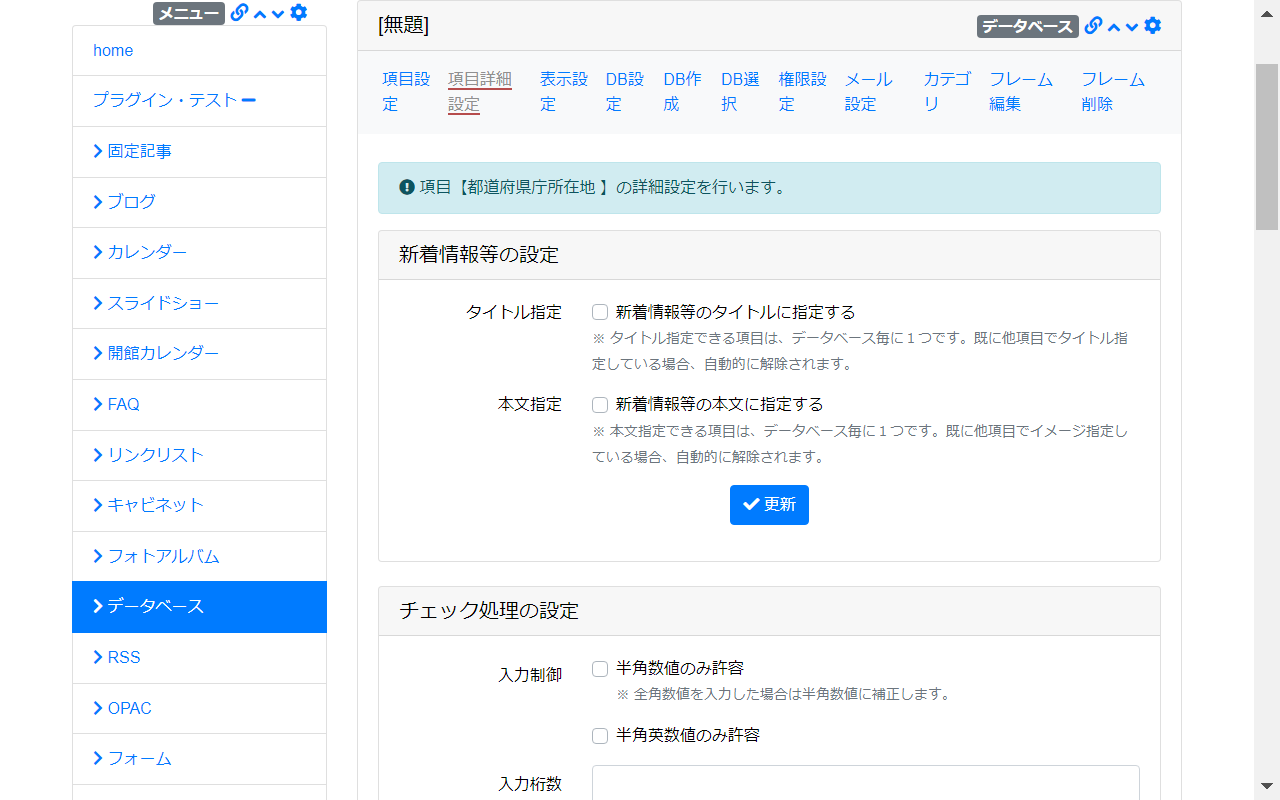 メニュー
home
プラグイン・テスト
固定記事
ブログ
カレンダー
スライドショー
開館カレンダー
FAQ
リンクリスト
キャビネット
フォトアルバム
データベース
RSS
OPAC
フォーム
[無題]
データベース
項目設定
項目詳細設定
表示設定
DB設定
DB作成
DB選択
権限設定
メール設定
カテゴリ
フレーム編集
フレーム削除
項目【都道府県庁所在地 】の詳細設定を行います。
新着情報等の設定
タイトル指定
新着情報等のタイトルに指定する
※ タイトル指定できる項目は、データベース毎に１つです。既に他項目でタイトル指
定している場合、自動的に解除されます。
本文指定
新着情報等の本文に指定する
※ 本文指定できる項目は、データベース毎に１つです。既に他項目でイメージ指定し
ている場合、自動的に解除されます。
更新
チェック処理の設定
入力制御
半角数値のみ許容
※ 全角数値を入力した場合は半角数値に補正します。
半角英数値のみ許容
入力桁数